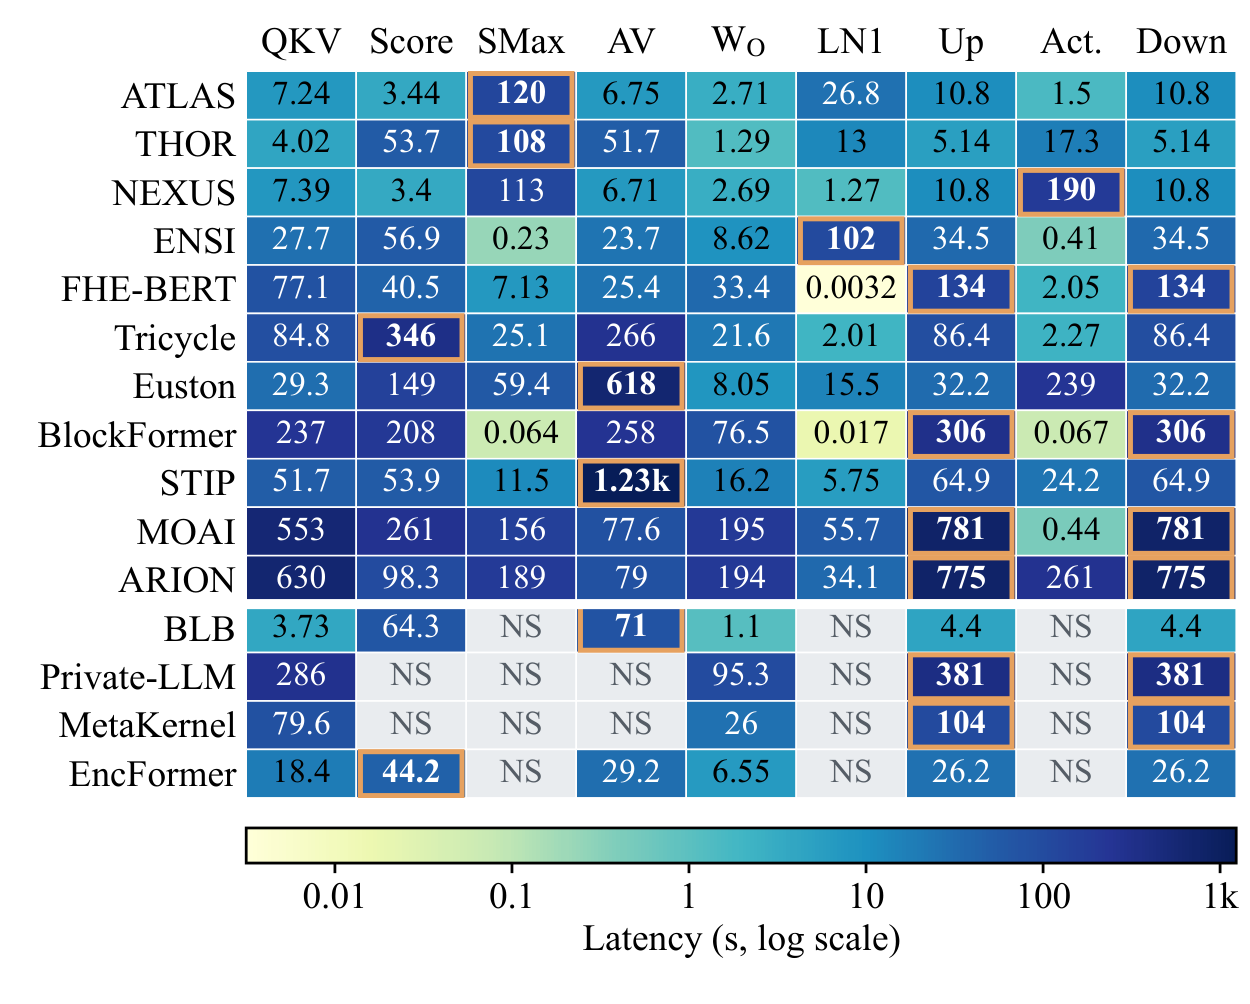 QKV Score SMax AV W_O LN1 Up Act. Down
ATLAS 7.24 3.44 120 6.75 2.71 26.8 10.8 1.5 10.8
THOR 4.02 53.7 108 51.7 1.29 13 5.14 17.3 5.14
NEXUS 7.39 3.4 113 6.71 2.69 1.27 10.8 190 10.8
ENSI 27.7 56.9 0.23 23.7 8.62 102 34.5 0.41 34.5
FHE-BERT 77.1 40.5 7.13 25.4 33.4 0.0032 134 2.05 134
Tricycle 84.8 346 25.1 266 21.6 2.01 86.4 2.27 86.4
Euston 29.3 149 59.4 618 8.05 15.5 32.2 239 32.2
BlockFormer 237 208 0.064 258 76.5 0.017 306 0.067 306
STIP 51.7 53.9 11.5 1.23k 16.2 5.75 64.9 24.2 64.9
MOAI 553 261 156 77.6 195 55.7 781 0.44 781
ARION 630 98.3 189 79 194 34.1 775 261 775
BLB 3.73 64.3 NS 71 1.1 NS 4.4 NS 4.4
Private-LLM 286 NS NS NS 95.3 NS 381 NS 381
MetaKernel 79.6 NS NS NS 26 NS 104 NS 104
EncFormer 18.4 44.2 NS 29.2 6.55 NS 26.2 NS 26.2
0.01 0.1 1 10 100 1k
Latency (s, log scale)